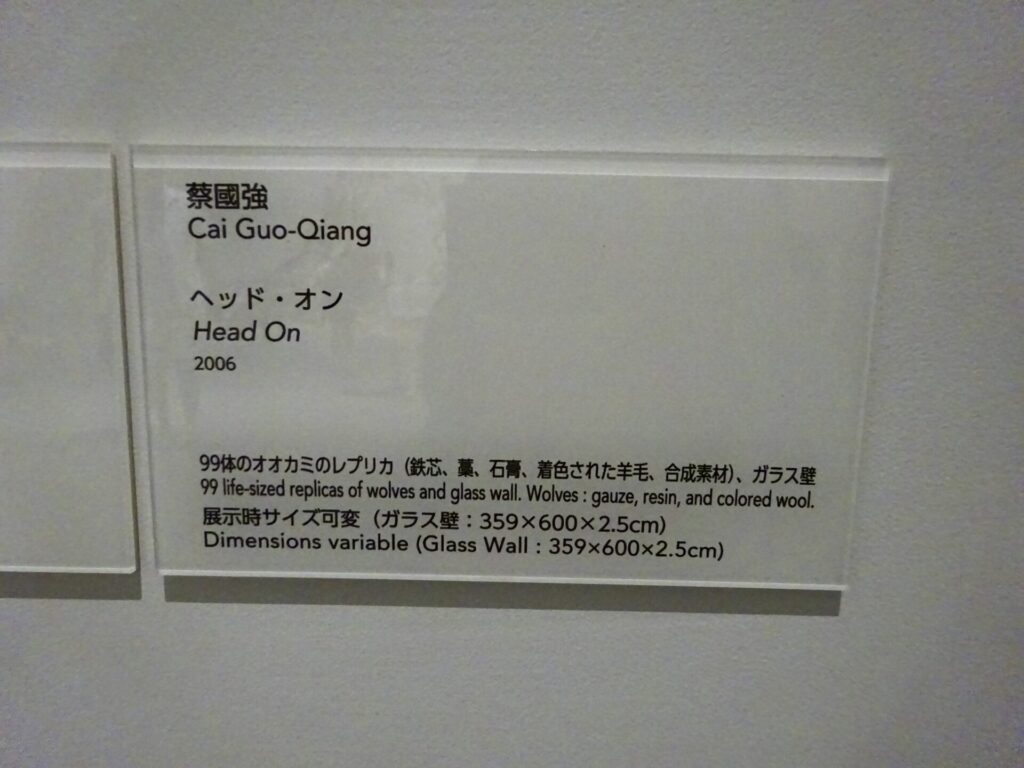 蔡國強
Cai Guo-Qiang
ヘッド・オン
Head On
2006
99体のオオカミのレプリカ（鉄芯、藁、石膏、着色された羊毛、合成素材）、ガラス壁
99 life-sized replicas of wolves and glass wall. Wolves : gauze, resin, and colored wool.
展示時サイズ可変（ガラス壁：359×600×2.5cm）
Dimensions variable (Glass Wall : 359×600×2.5cm)